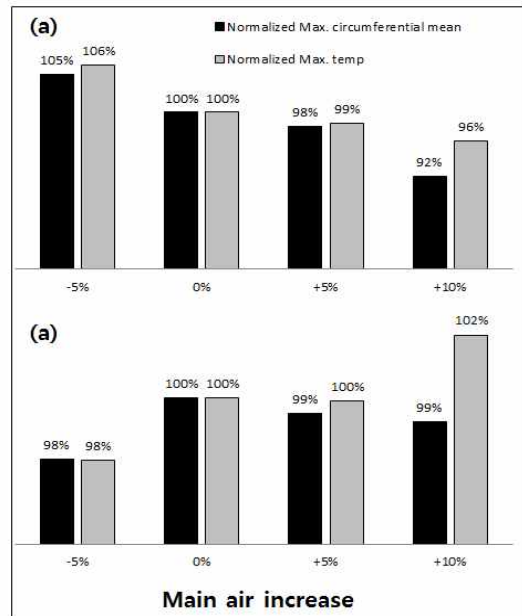 (a)
Normalized Max. circumferential mean
Normalized Max. temp
105% 106% 100% 100% 98% 99% 92% 96%
-5% 0% +5% +10%
(a)
98% 98% 100% 100% 99% 100% 99% 102%
-5% 0% +5% +10%
Main air increase